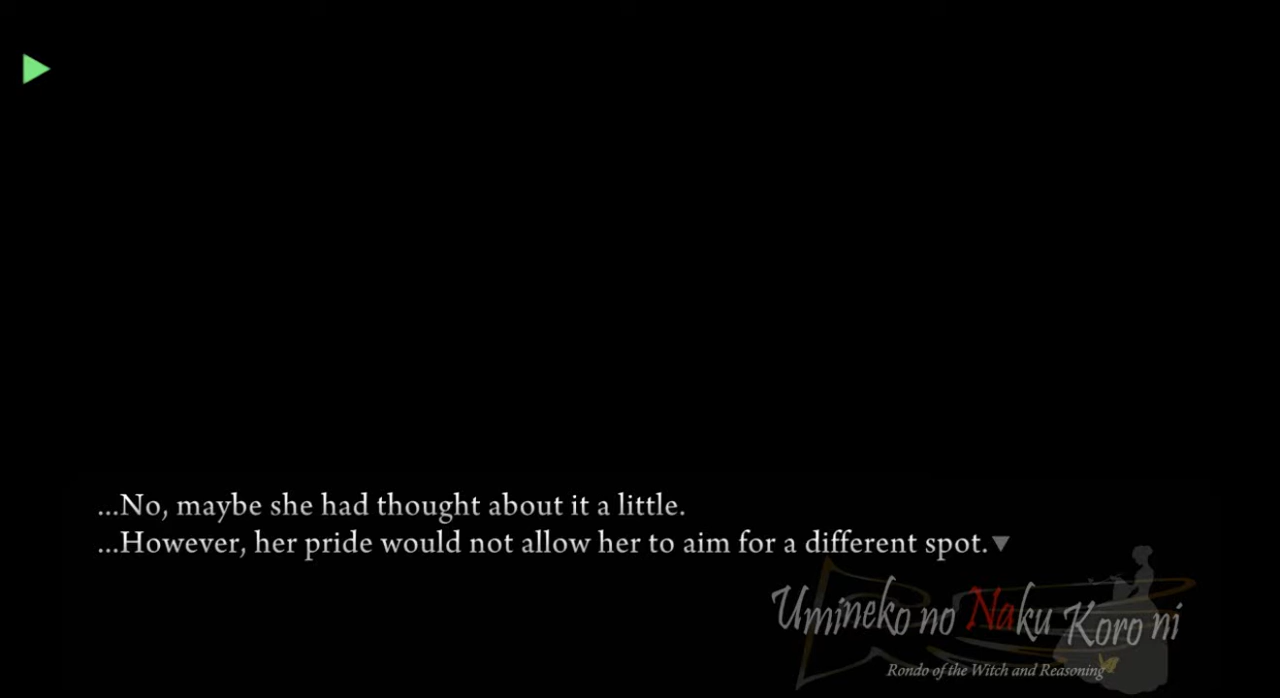 ...No, maybe she had thought about it a little.
...However, her pride would not allow her to aim for a different spot.
Umineko no Naku Koro ni
Rondo of the Witch and Reasoning